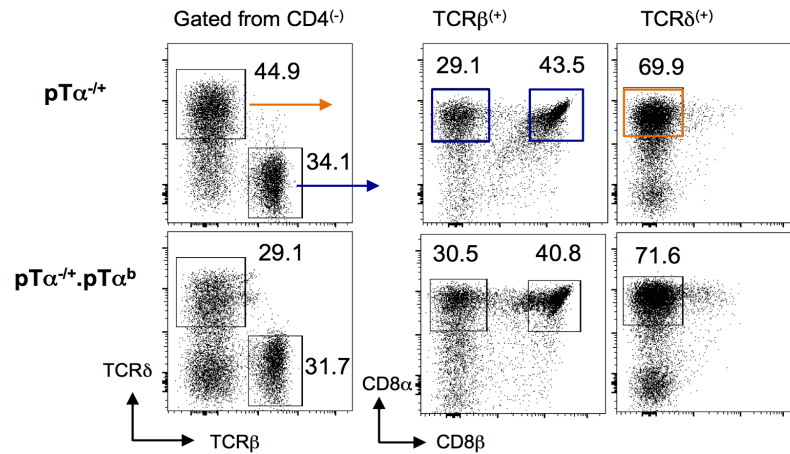 Gated from CD4(-)
TCRβ(+)
TCRδ(+)
pTα-/+
44.9
34.1
29.1
43.5
69.9
pTα-/+.pTαb
29.1
31.7
30.5
40.8
71.6
TCRδ
TCRβ
CD8α
CD8β